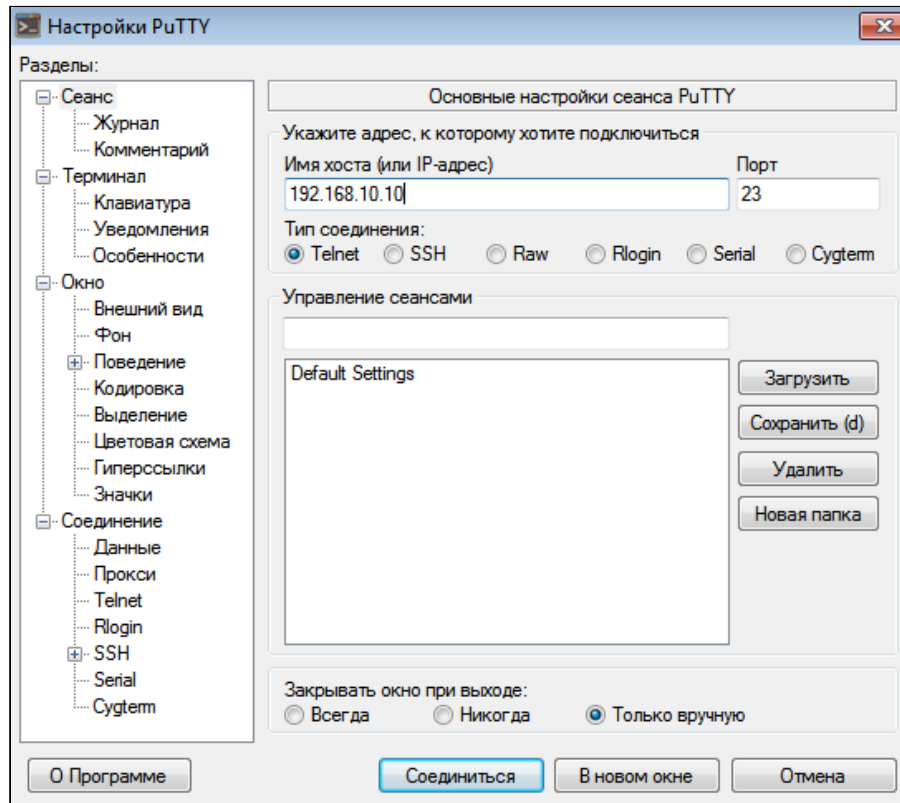 Настройки PuTTY
Разделы:
Сеанс
Журнал
Комментарий
Терминал
Клавиатура
Уведомления
Особенности
Окно
Внешний вид
Фон
Поведение
Кодировка
Выделение
Цветовая схема
Гиперссылки
Значки
Соединение
Данные
Прокси
Telnet
Rlogin
SSH
Serial
Cygterm
Основные настройки сеанса PuTTY
Укажите адрес, к которому хотите подключиться
Имя хоста (или IP-адрес) Порт
192.168.10.10 23
Тип соединения:
Telnet SSH Raw Rlogin Serial Cygterm
Управление сеансами
Default Settings
Загрузить
Сохранить (d)
Удалить
Новая папка
Закрывать окно при выходе:
Всегда Никогда Только вручную
О Программе Соединиться В новом окне Отмена